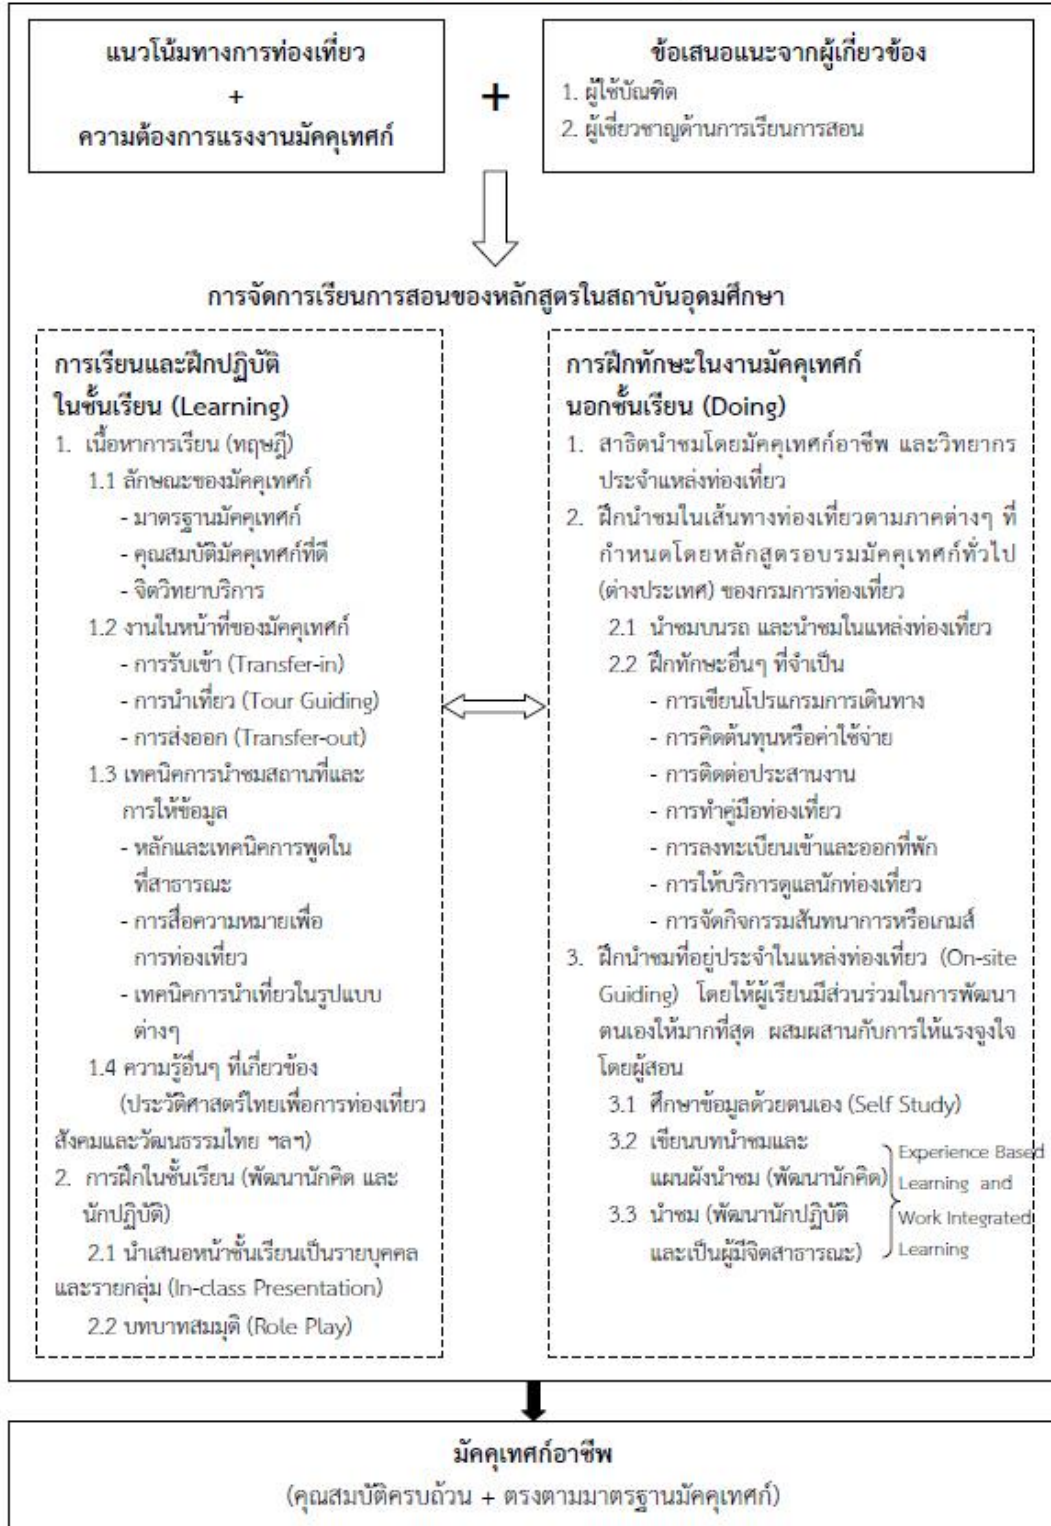 แนวโน้มทางการท่องเที่ยว
+
ความต้องการแรงงานมัคคุเทศก์
+
ข้อเสนอแนะจากผู้เกี่ยวข้อง
1. ผู้ใช้บัณฑิต
2. ผู้เชี่ยวชาญด้านการเรียนการสอน
การจัดการเรียนการสอนของหลักสูตรในสถาบันอุดมศึกษา
การเรียนและฝึกปฏิบัติ
ในชั้นเรียน (Learning)
1. เนื้อหาการเรียน (ทฤษฎี)
1.1 ลักษณะของมัคคุเทศก์
- มาตรฐานมัคคุเทศก์
- คุณสมบัติมัคคุเทศก์ที่ดี
- จิตวิทยาบริการ
1.2 งานในหน้าที่ของมัคคุเทศก์
- การรับเข้า (Transfer-in)
- การนำเที่ยว (Tour Guiding)
- การส่งออก (Transfer-out)
1.3 เทคนิคการนำชมสถานที่และ
การให้ข้อมูล
- หลักและเทคนิคการพูดใน
ที่สาธารณะ
- การสื่อความหมายเพื่อ
การท่องเที่ยว
- เทคนิคการนำเที่ยวในรูปแบบ
ต่างๆ
1.4 ความรู้อื่นๆ ที่เกี่ยวข้อง
(ประวัติศาสตร์ไทยเพื่อการท่องเที่ยว
สังคมและวัฒนธรรมไทย ฯลฯ)
2. การฝึกในชั้นเรียน (พัฒนานักคิด และ
นักปฏิบัติ)
2.1 นำเสนอหน้าชั้นเรียนเป็นรายบุคคล
และรายกลุ่ม (In-class Presentation)
2.2 บทบาทสมมุติ (Role Play)
การฝึกทักษะในงานมัคคุเทศก์
นอกชั้นเรียน (Doing)
1. สาธิตนำชมโดยมัคคุเทศก์อาชีพ และวิทยากร
ประจำแหล่งท่องเที่ยว
2. ฝึกนำชมในเส้นทางท่องเที่ยวตามภาคต่างๆ ที่
กำหนดโดยหลักสูตรอบรมมัคคุเทศก์ทั่วไป
(ต่างประเทศ) ของกรมการท่องเที่ยว
2.1 นำชมบนรถ และนำชมในแหล่งท่องเที่ยว
2.2 ฝึกทักษะอื่นๆ ที่จำเป็น
- การเขียนโปรแกรมการเดินทาง
- การคิดต้นทุนหรือค่าใช้จ่าย
- การติดต่อประสานงาน
- การทำคู่มือท่องเที่ยว
- การลงทะเบียนเข้าและออกที่พัก
- การให้บริการดูแลนักท่องเที่ยว
- การจัดกิจกรรมสันทนาการหรือเกมส์
3. ฝึกนำชมที่อยู่ประจำในแหล่งท่องเที่ยว (On-site
Guiding) โดยให้ผู้เรียนมีส่วนร่วมในการพัฒนา
ตนเองให้มากที่สุด ผสมผสานกับการให้แรงจูงใจ
โดยผู้สอน
3.1 ศึกษาข้อมูลด้วยตนเอง (Self Study)
3.2 เขียนบทนำชมและ
แผนผังนำชม (พัฒนานักคิด)
3.3 นำชม (พัฒนานักปฏิบัติ
และเป็นผู้มีจิตสาธารณะ)
Experience Based
Learning and
Work Integrated
Learning
มัคคุเทศก์อาชีพ
(คุณสมบัติครบถ้วน + ตรงตามมาตรฐานมัคคุเทศก์)